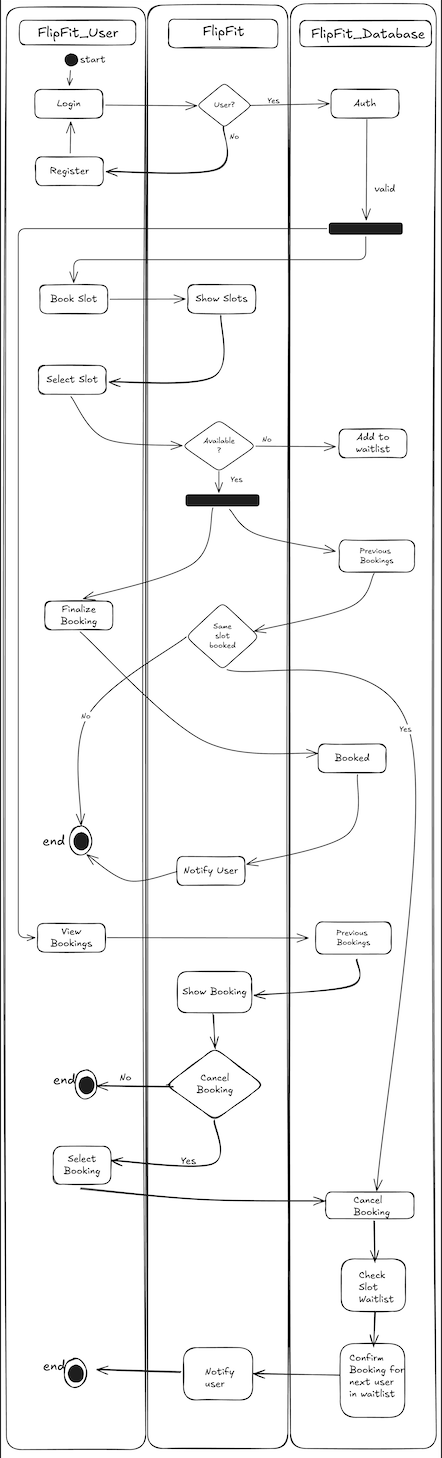 FlipFit_User
FlipFit
FlipFit_Database
start
Login
User?
Yes
Auth
No
Register
valid
Book Slot
Show Slots
Select Slot
Available
?
No
Add to
waitlist
Yes
Previous
Bookings
Finalize
Booking
Same
slot
booked
No
Yes
Booked
end
Notify User
View
Bookings
Previous
Bookings
Show Booking
end
No
Cancel
Booking
Select
Booking
Yes
Cancel
Booking
Check
Slot
Waitlist
end
Notify
user
Confirm
Booking for
next user
in waitlist